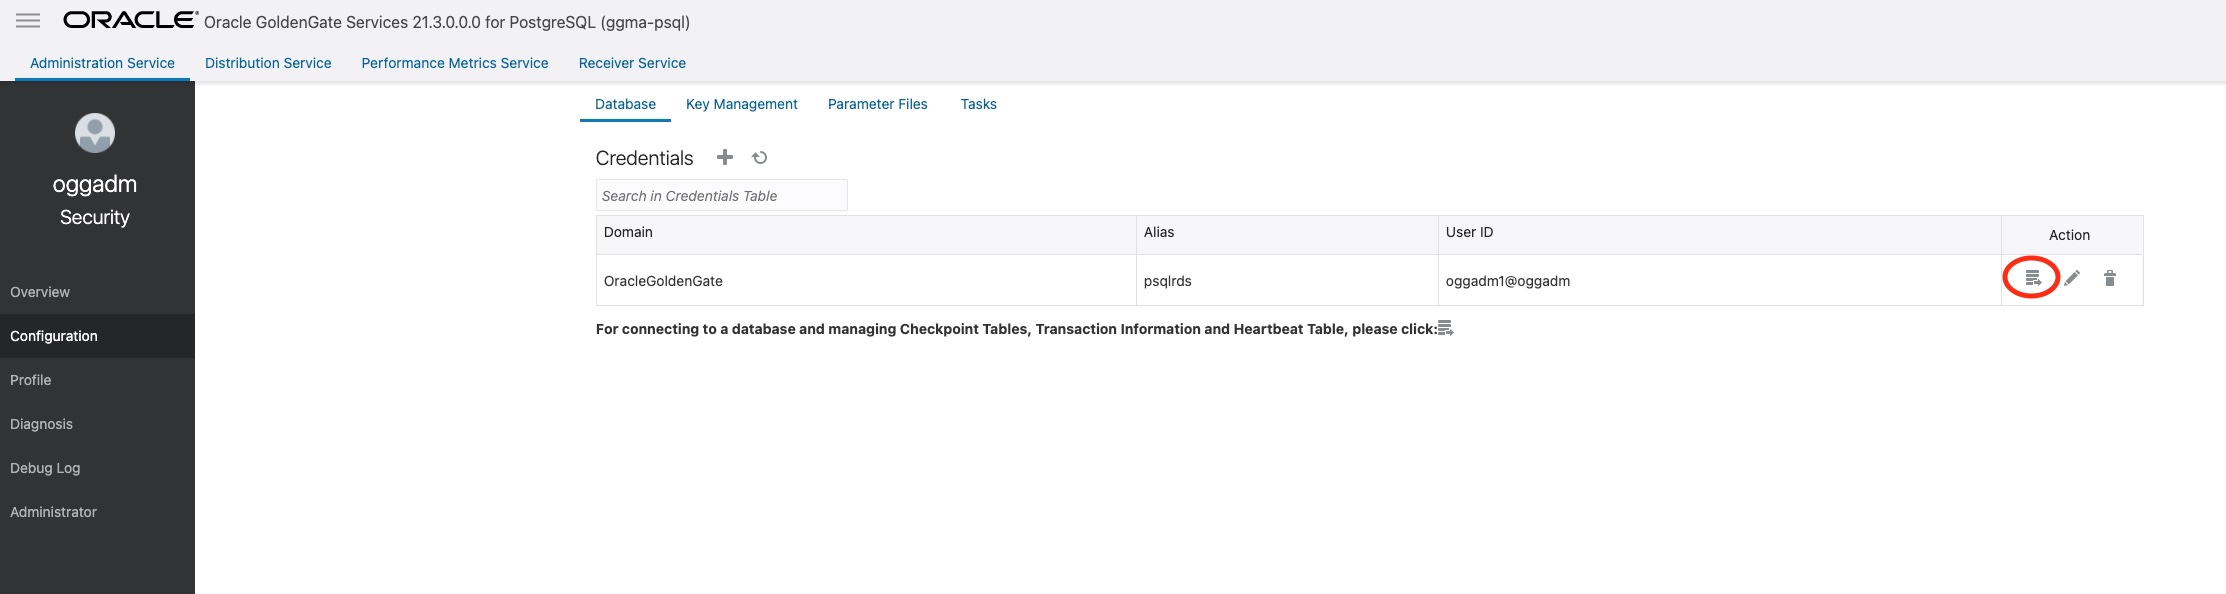 ORACLE® Oracle GoldenGate Services 21.3.0.0.0 for PostgreSQL (ggma-psql)
Administration Service Distribution Service Performance Metrics Service Receiver Service
oggadm
Security
Overview
Configuration
Profile
Diagnosis
Debug Log
Administrator
Database Key Management Parameter Files Tasks
Credentials
Search in Credentials Table
Domain Alias User ID Action
OracleGoldenGate psqlrds oggadm1@oggadm
For connecting to a database and managing Checkpoint Tables, Transaction Information and Heartbeat Table, please click: